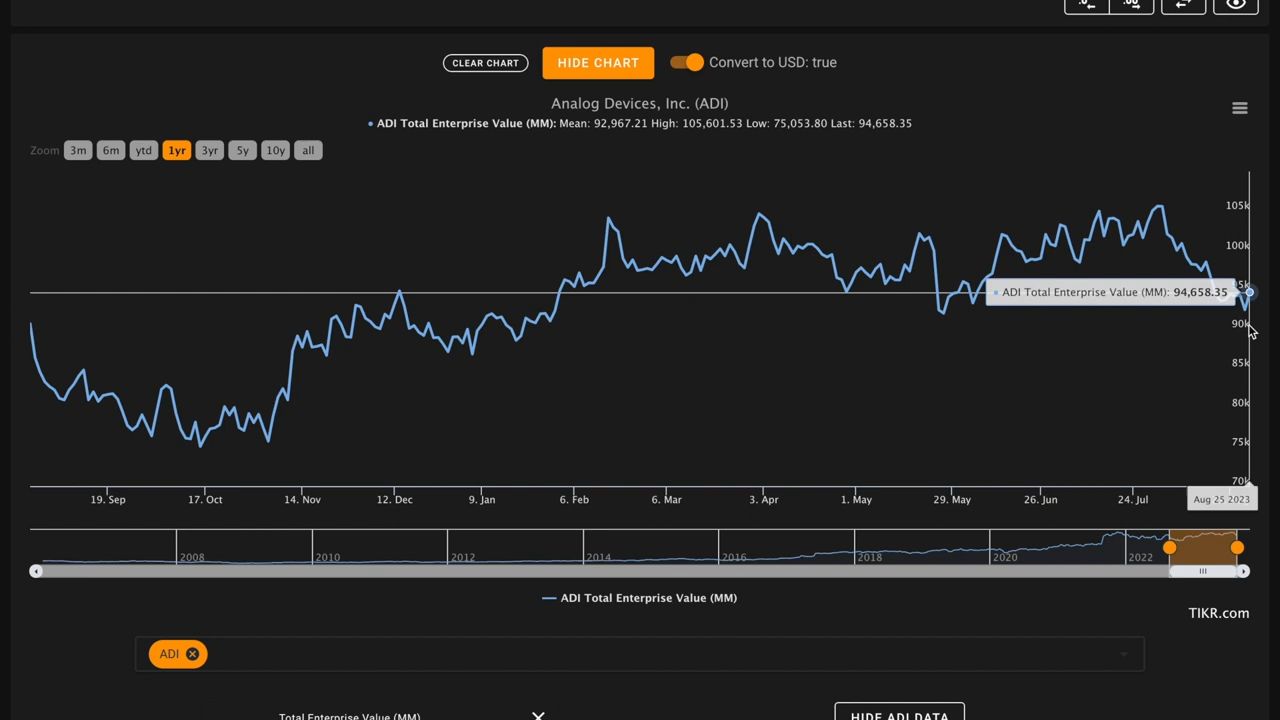 CLEAR CHART
HIDE CHART
Convert to USD: true
Analog Devices, Inc. (ADI)
ADI Total Enterprise Value (MM): Mean: 92,967.21 High: 105,601.53 Low: 75,053.80 Last: 94,658.35
Zoom 3m 6m ytd 1yr 3yr 5y 10y all
105k
100k
ADI Total Enterprise Value (MM): 94,658.35
90k
85k
80k
75k
70k
19. Sep 17. Oct 14. Nov 12. Dec 9. Jan 6. Feb 6. Mar 3. Apr 1. May 29. May 26. Jun 24. Jul Aug 25 2023
2008 2010 2012 2014 2016 2018 2020 2022
ADI Total Enterprise Value (MM)
TIKR.com
ADI
Total Enterprise Value (MM)
HIDE ADI DATA